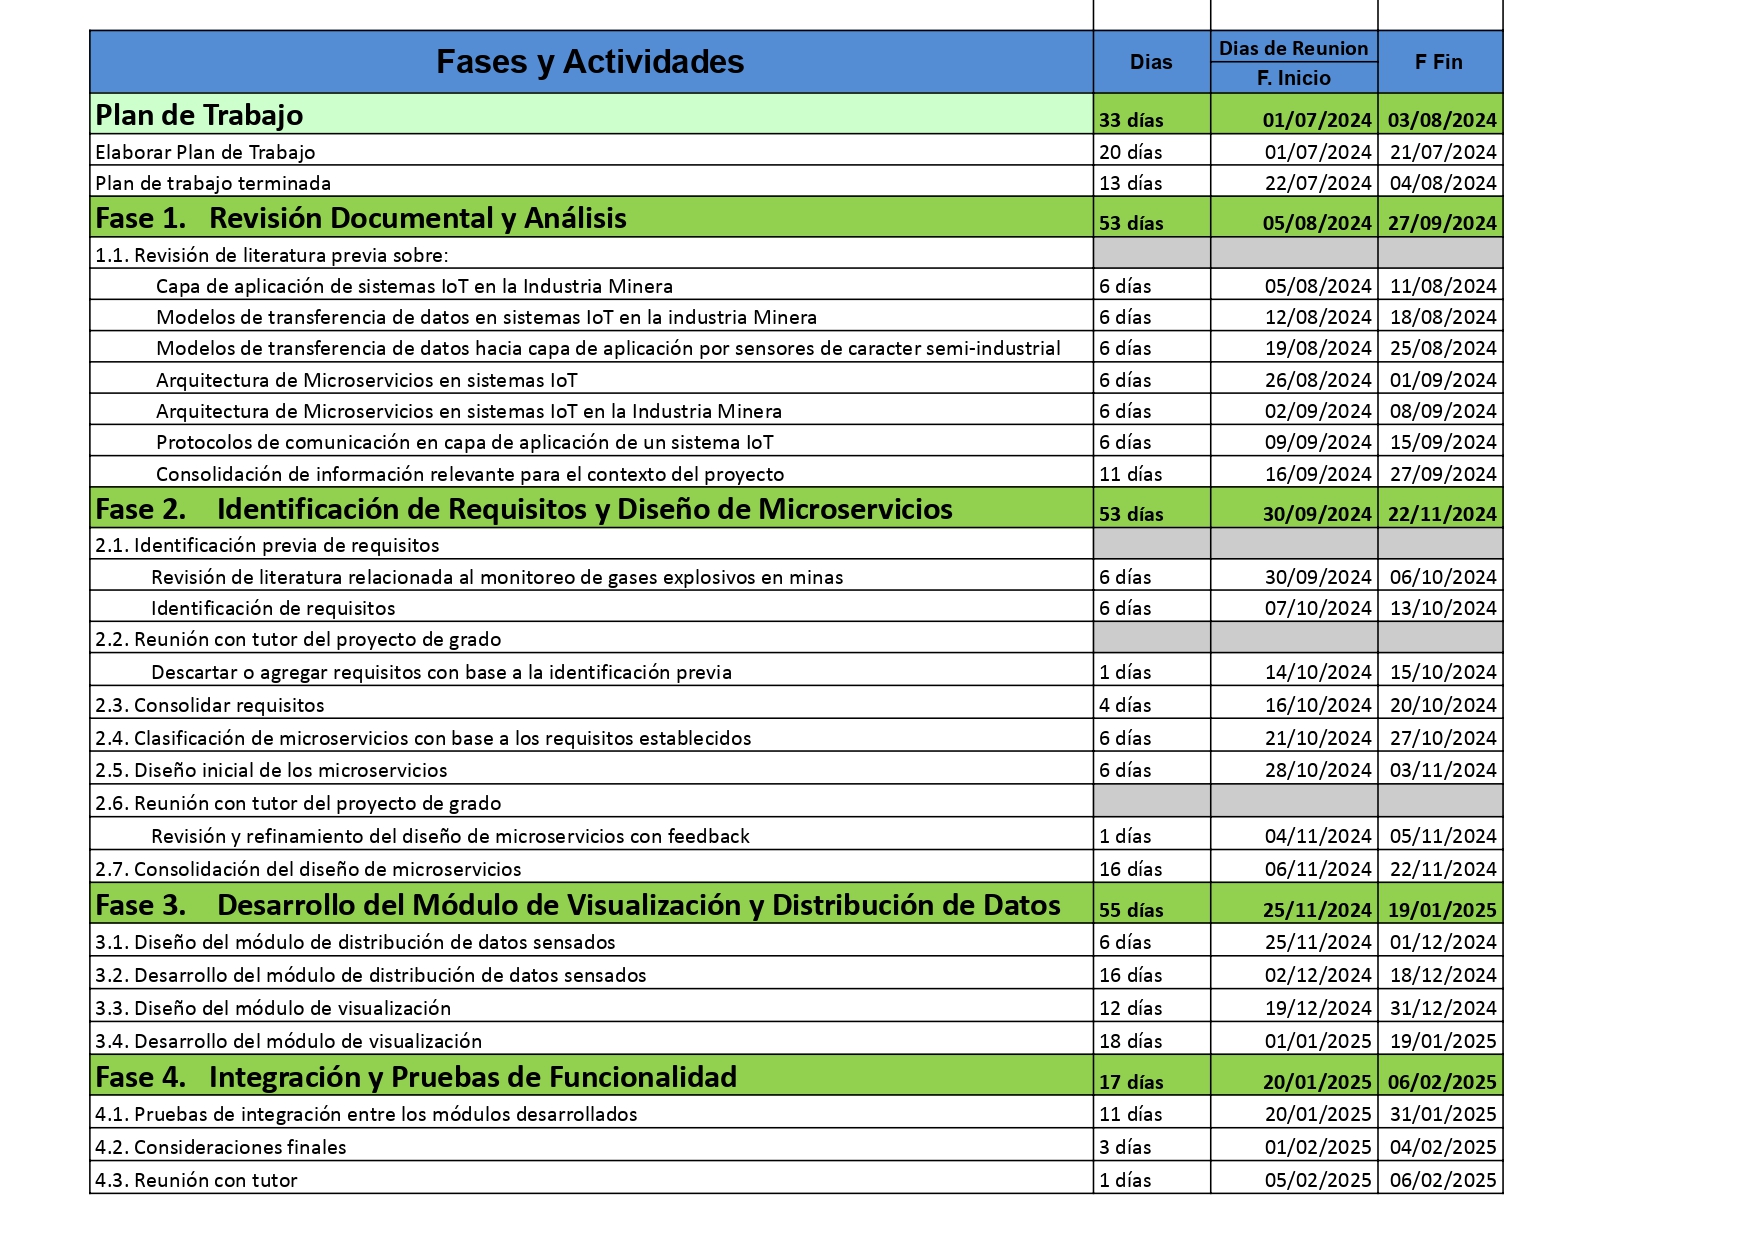 Fases y Actividades Dias Dias de Reunion F Fin
F. Inicio
Plan de Trabajo 33 días 01/07/2024 03/08/2024
Elaborar Plan de Trabajo 20 días 01/07/2024 21/07/2024
Plan de trabajo terminada 13 días 22/07/2024 04/08/2024
Fase 1. Revisión Documental y Análisis 53 días 05/08/2024 27/09/2024
1.1. Revisión de literatura previa sobre:
Capa de aplicación de sistemas IoT en la Industria Minera 6 días 05/08/2024 11/08/2024
Modelos de transferencia de datos en sistemas IoT en la industria Minera 6 días 12/08/2024 18/08/2024
Modelos de transferencia de datos hacia capa de aplicación por sensores de caracter semi-industrial 6 días 19/08/2024 25/08/2024
Arquitectura de Microservicios en sistemas IoT 6 días 26/08/2024 01/09/2024
Arquitectura de Microservicios en sistemas IoT en la Industria Minera 6 días 02/09/2024 08/09/2024
Protocolos de comunicación en capa de aplicación de un sistema IoT 6 días 09/09/2024 15/09/2024
Consolidación de información relevante para el contexto del proyecto 11 días 16/09/2024 27/09/2024
Fase 2. Identificación de Requisitos y Diseño de Microservicios 53 días 30/09/2024 22/11/2024
2.1. Identificación previa de requisitos
Revisión de literatura relacionada al monitoreo de gases explosivos en minas 6 días 30/09/2024 06/10/2024
Identificación de requisitos 6 días 07/10/2024 13/10/2024
2.2. Reunión con tutor del proyecto de grado
Descartar o agregar requisitos con base a la identificación previa 1 días 14/10/2024 15/10/2024
2.3. Consolidar requisitos 4 días 16/10/2024 20/10/2024
2.4. Clasificación de microservicios con base a los requisitos establecidos 6 días 21/10/2024 27/10/2024
2.5. Diseño inicial de los microservicios 6 días 28/10/2024 03/11/2024
2.6. Reunión con tutor del proyecto de grado
Revisión y refinamiento del diseño de microservicios con feedback 1 días 04/11/2024 05/11/2024
2.7. Consolidación del diseño de microservicios 16 días 06/11/2024 22/11/2024
Fase 3. Desarrollo del Módulo de Visualización y Distribución de Datos 55 días 25/11/2024 19/01/2025
3.1. Diseño del módulo de distribución de datos sensados 6 días 25/11/2024 01/12/2024
3.2. Desarrollo del módulo de distribución de datos sensados 16 días 02/12/2024 18/12/2024
3.3. Diseño del módulo de visualización 12 días 19/12/2024 31/12/2024
3.4. Desarrollo del módulo de visualización 18 días 01/01/2025 19/01/2025
Fase 4. Integración y Pruebas de Funcionalidad 17 días 20/01/2025 06/02/2025
4.1. Pruebas de integración entre los módulos desarrollados 11 días 20/01/2025 31/01/2025
4.2. Consideraciones finales 3 días 01/02/2025 04/02/2025
4.3. Reunión con tutor 1 días 05/02/2025 06/02/2025